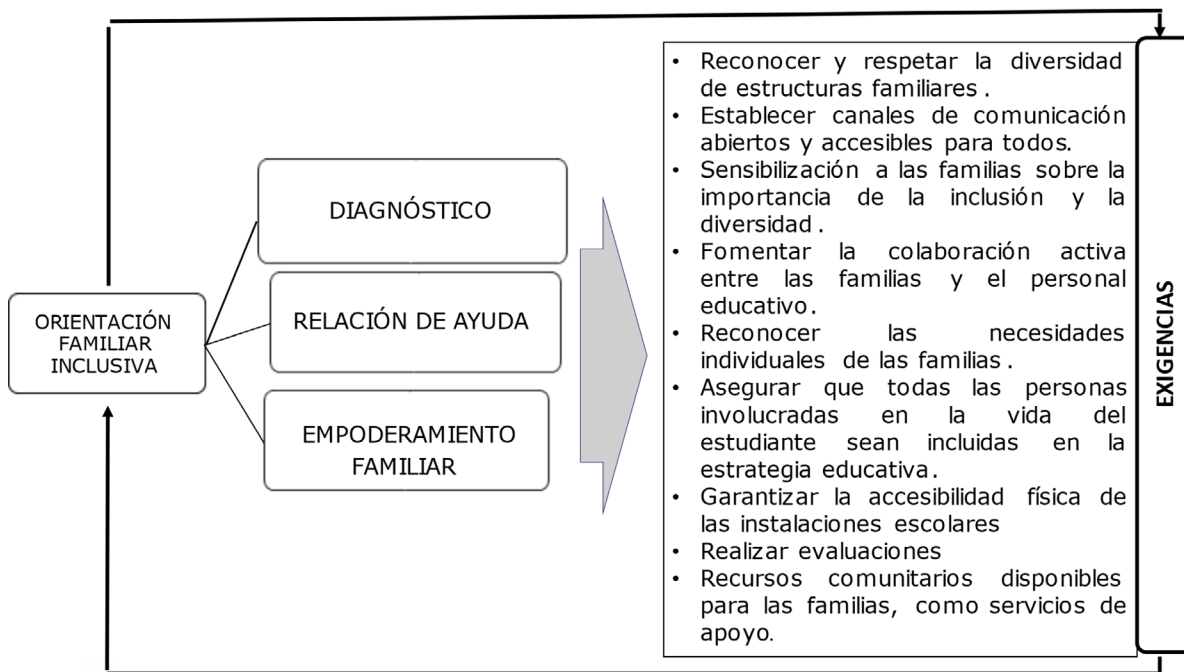 ORIENTACIÓN
FAMILIAR
INCLUSIVA
DIAGNÓSTICO
RELACIÓN DE AYUDA
EMPODERAMIENTO
FAMILIAR
• Reconocer y respetar la diversidad
de estructuras familiares .
• Establecer canales de comunicación
abiertos y accesibles para todos.
• Sensibilización a las familias sobre la
importancia de la inclusión y la
diversidad .
• Fomentar la colaboración activa
entre las familias y el personal
educativo.
• Reconocer las necesidades
individuales de las familias .
• Asegurar que todas las personas
involucradas en la vida del
estudiante sean incluidas en la
estrategia educativa.
• Garantizar la accesibilidad física de
las instalaciones escolares
• Realizar evaluaciones
• Recursos comunitarios disponibles
para las familias, como servicios de
apoyo.
EXIGENCIAS